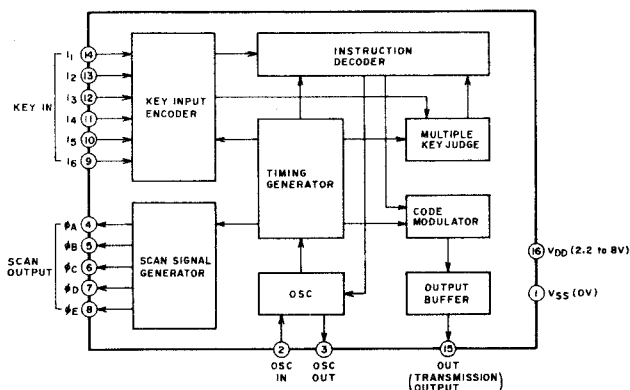 KEY IN
I1 14
I2 13
I3 12
I4 11
I5 10
I6 9
KEY INPUT
ENCODER
INSTRUCTION
DECODER
MULTIPLE
KEY JUDGE
TIMING
GENERATOR
CODE
MODULATOR
SCAN
OUTPUT
ϕA 4
ϕB 5
ϕC 6
ϕD 7
ϕE 8
SCAN SIGNAL
GENERATOR
OSC
OUTPUT
BUFFER
16 VDD (2.2 to 8V)
1 VSS (0V)
2
OSC
IN
3
OSC
OUT
15
OUT
(TRANSMISSION
OUTPUT